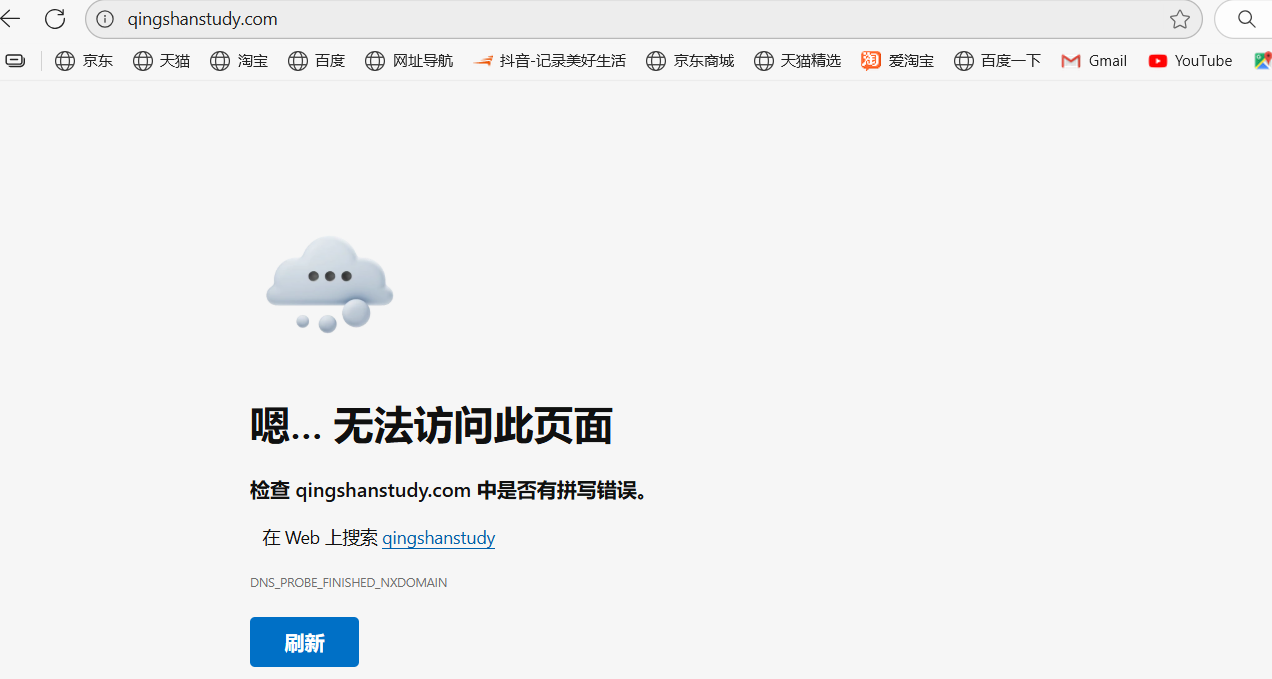 qingshanstudy.com
京东 天猫 淘宝 百度 网址导航 抖音-记录美好生活 京东商城 天猫精选 淘 爱淘宝 百度一下 Gmail YouTube
嗯… 无法访问此页面
检查 qingshanstudy.com 中是否有拼写错误。
在 Web 上搜索 qingshanstudy
DNS_PROBE_FINISHED_NXDOMAIN
刷新